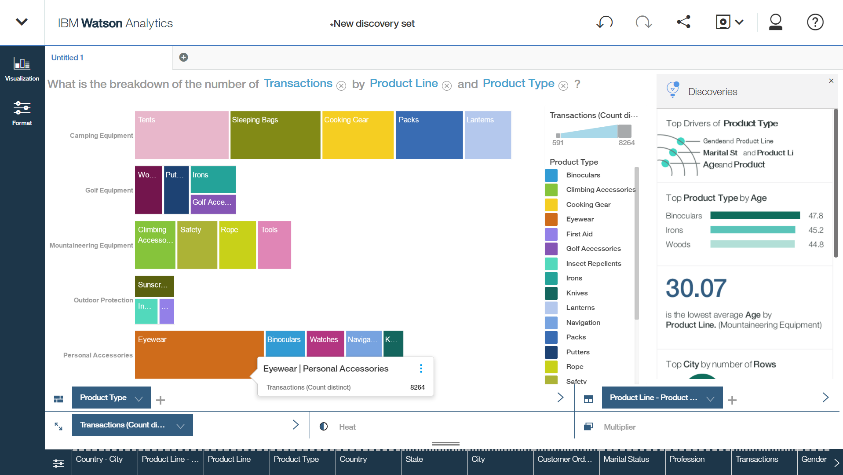 IBM Watson Analytics
*New discovery set
Visualization
Format
Untitled 1
What is the breakdown of the number of Transactions by Product Line and Product Type ?
Camping Equipment
Tents
Sleeping Bags
Cooking Gear
Packs
Lanterns
Golf Equipment
Wo...
Put...
Irons
Golf Acce...
Mountaineering Equipment
Climbing
Accesso...
Safety
Rope
Tools
Outdoor Protection
Sunscr...
In...
...
Personal Accessories
Eyewear
Binoculars
Watches
Naviga...
K...
Eyewear | Personal Accessories
Transactions (Count distinct) 8264
Transactions (Count di...
591 8264
Product Type
Binoculars
Climbing Accessories
Cooking Gear
Eyewear
First Aid
Golf Accessories
Insect Repellents
Irons
Knives
Lanterns
Navigation
Packs
Putters
Rope
Safety
Discoveries
Top Drivers of Product Type
Gender and Product Line
Marital St and Product Li
Age and Product
Top Product Type by Age
Binoculars 47.8
Irons 45.2
Woods 44.8
30.07
is the lowest average Age by
Product Line. (Mountaineering Equipment)
Top City by number of Rows
Product Type
Product Line - Product ...
Transactions (Count di...
Heat
Multiplier
Country - City
Product Line - ...
Product Line
Product Type
Country
State
City
Customer Ord...
Marital Status
Profession
Transactions
Gender